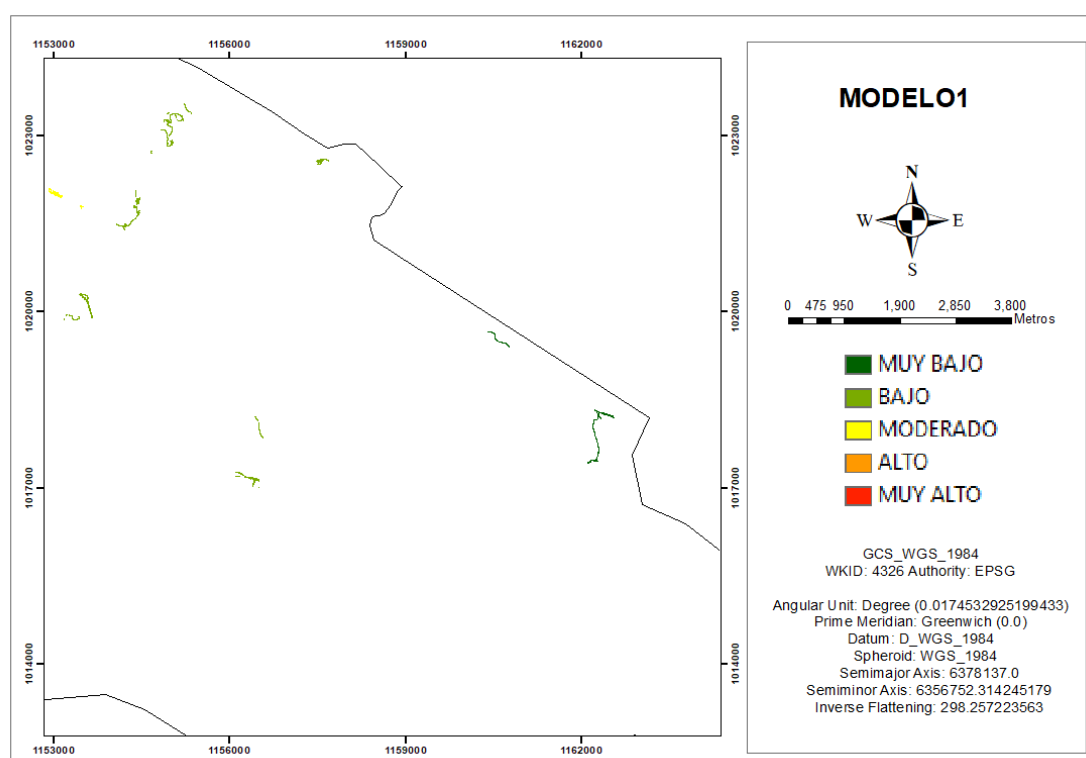 1153000 1156000 1159000 1162000
1023000 1023000
1020000 1020000
1017000 1017000
1014000 1014000
1153000 1156000 1159000 1162000
MODELO1
N
W E
S
0 475 950 1,900 2,850 3,800
Metros
MUY BAJO
BAJO
MODERADO
ALTO
MUY ALTO
GCS_WGS_1984
WKID: 4326 Authority: EPSG
Angular Unit: Degree (0.0174532925199433)
Prime Meridian: Greenwich (0.0)
Datum: D_WGS_1984
Spheroid: WGS_1984
Semimajor Axis: 6378137.0
Semiminor Axis: 6356752.314245179
Inverse Flattening: 298.257223563